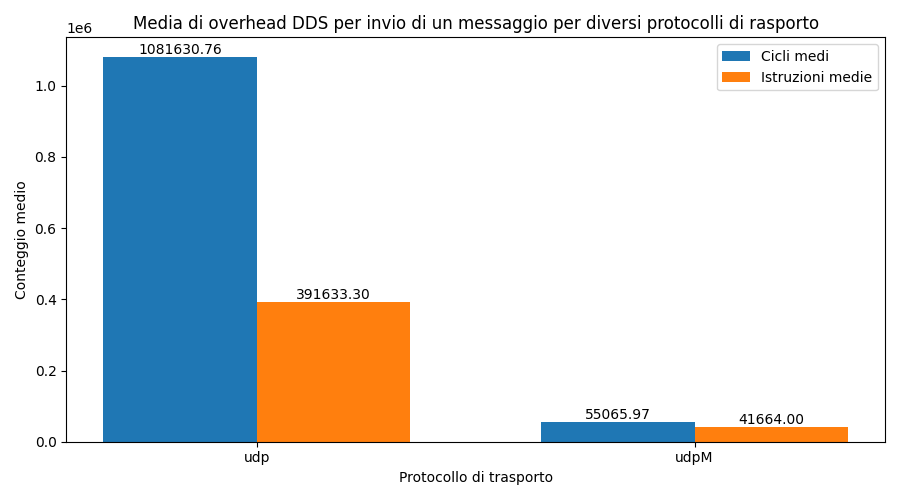 Media di overhead DDS per invio di un messaggio per diversi protocolli di rasporto
1e6
1081630.76
Cicli medi
Istruzioni medie
1.0
0.8
0.6
0.4
0.2
0.0
Conteggio medio
391633.30
55065.97
41664.00
udp
udpM
Protocollo di trasporto